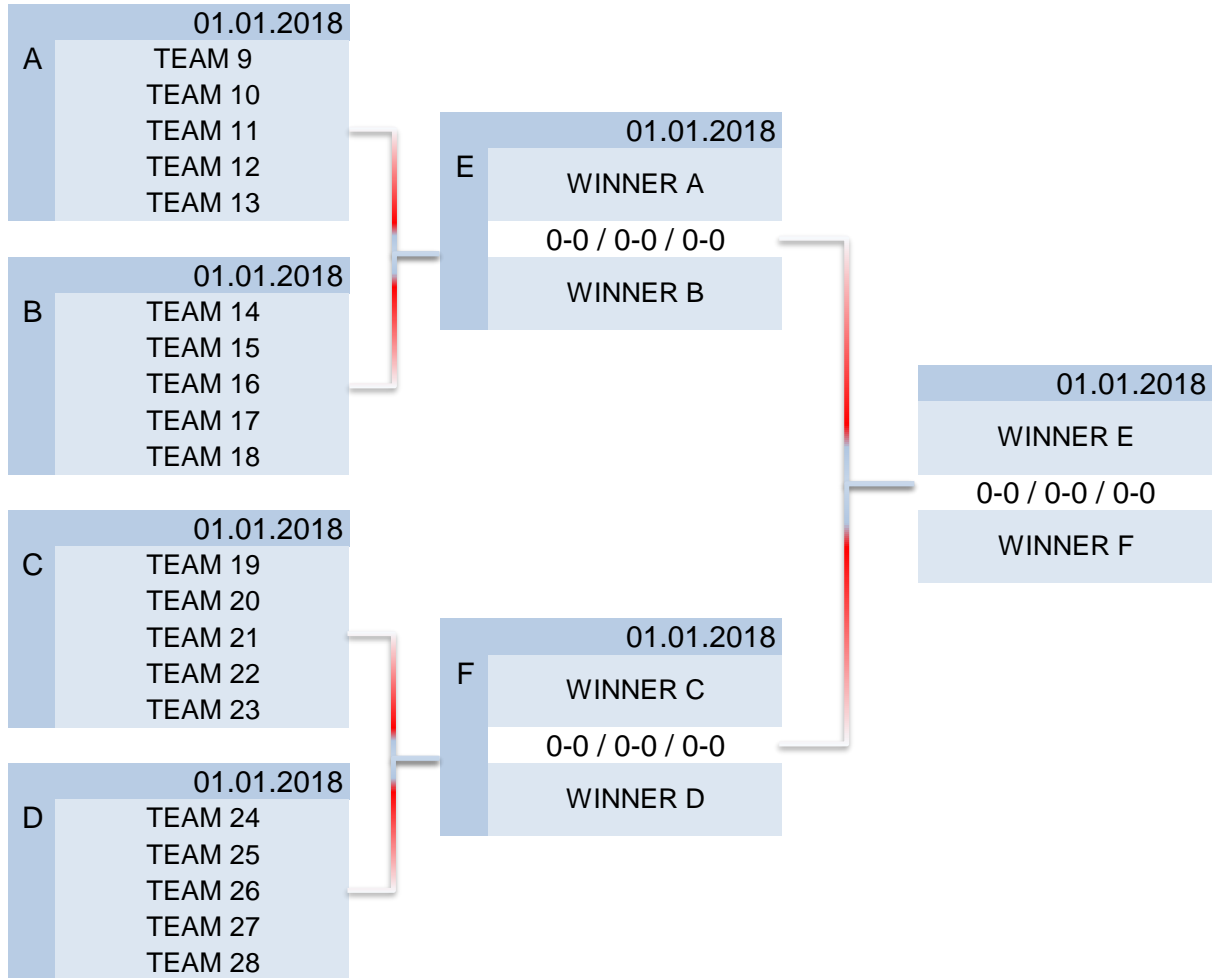 01.01.2018
A
TEAM 9
TEAM 10
TEAM 11
TEAM 12
TEAM 13
01.01.2018
B
TEAM 14
TEAM 15
TEAM 16
TEAM 17
TEAM 18
01.01.2018
C
TEAM 19
TEAM 20
TEAM 21
TEAM 22
TEAM 23
01.01.2018
D
TEAM 24
TEAM 25
TEAM 26
TEAM 27
TEAM 28
01.01.2018
E
WINNER A
0-0 / 0-0 / 0-0
WINNER B
01.01.2018
F
WINNER C
0-0 / 0-0 / 0-0
WINNER D
01.01.2018
WINNER E
0-0 / 0-0 / 0-0
WINNER F